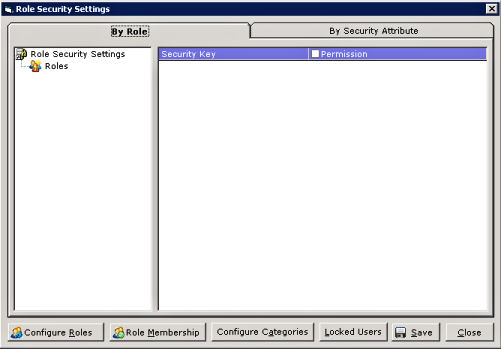 Role Security Settings
By Role
By Security Attribute
Role Security Settings
Roles
Security Key
Permission
Configure Roles
Role Membership
Configure Categories
Locked Users
Save
Close